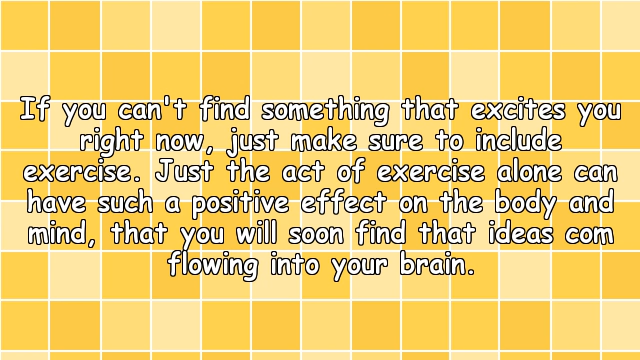 If you can't find something that excites you
right now, just make sure to include
exercise. Just the act of exercise alone can
have such a positive effect on the body and
mind, that you will soon find that ideas com
flowing into your brain.